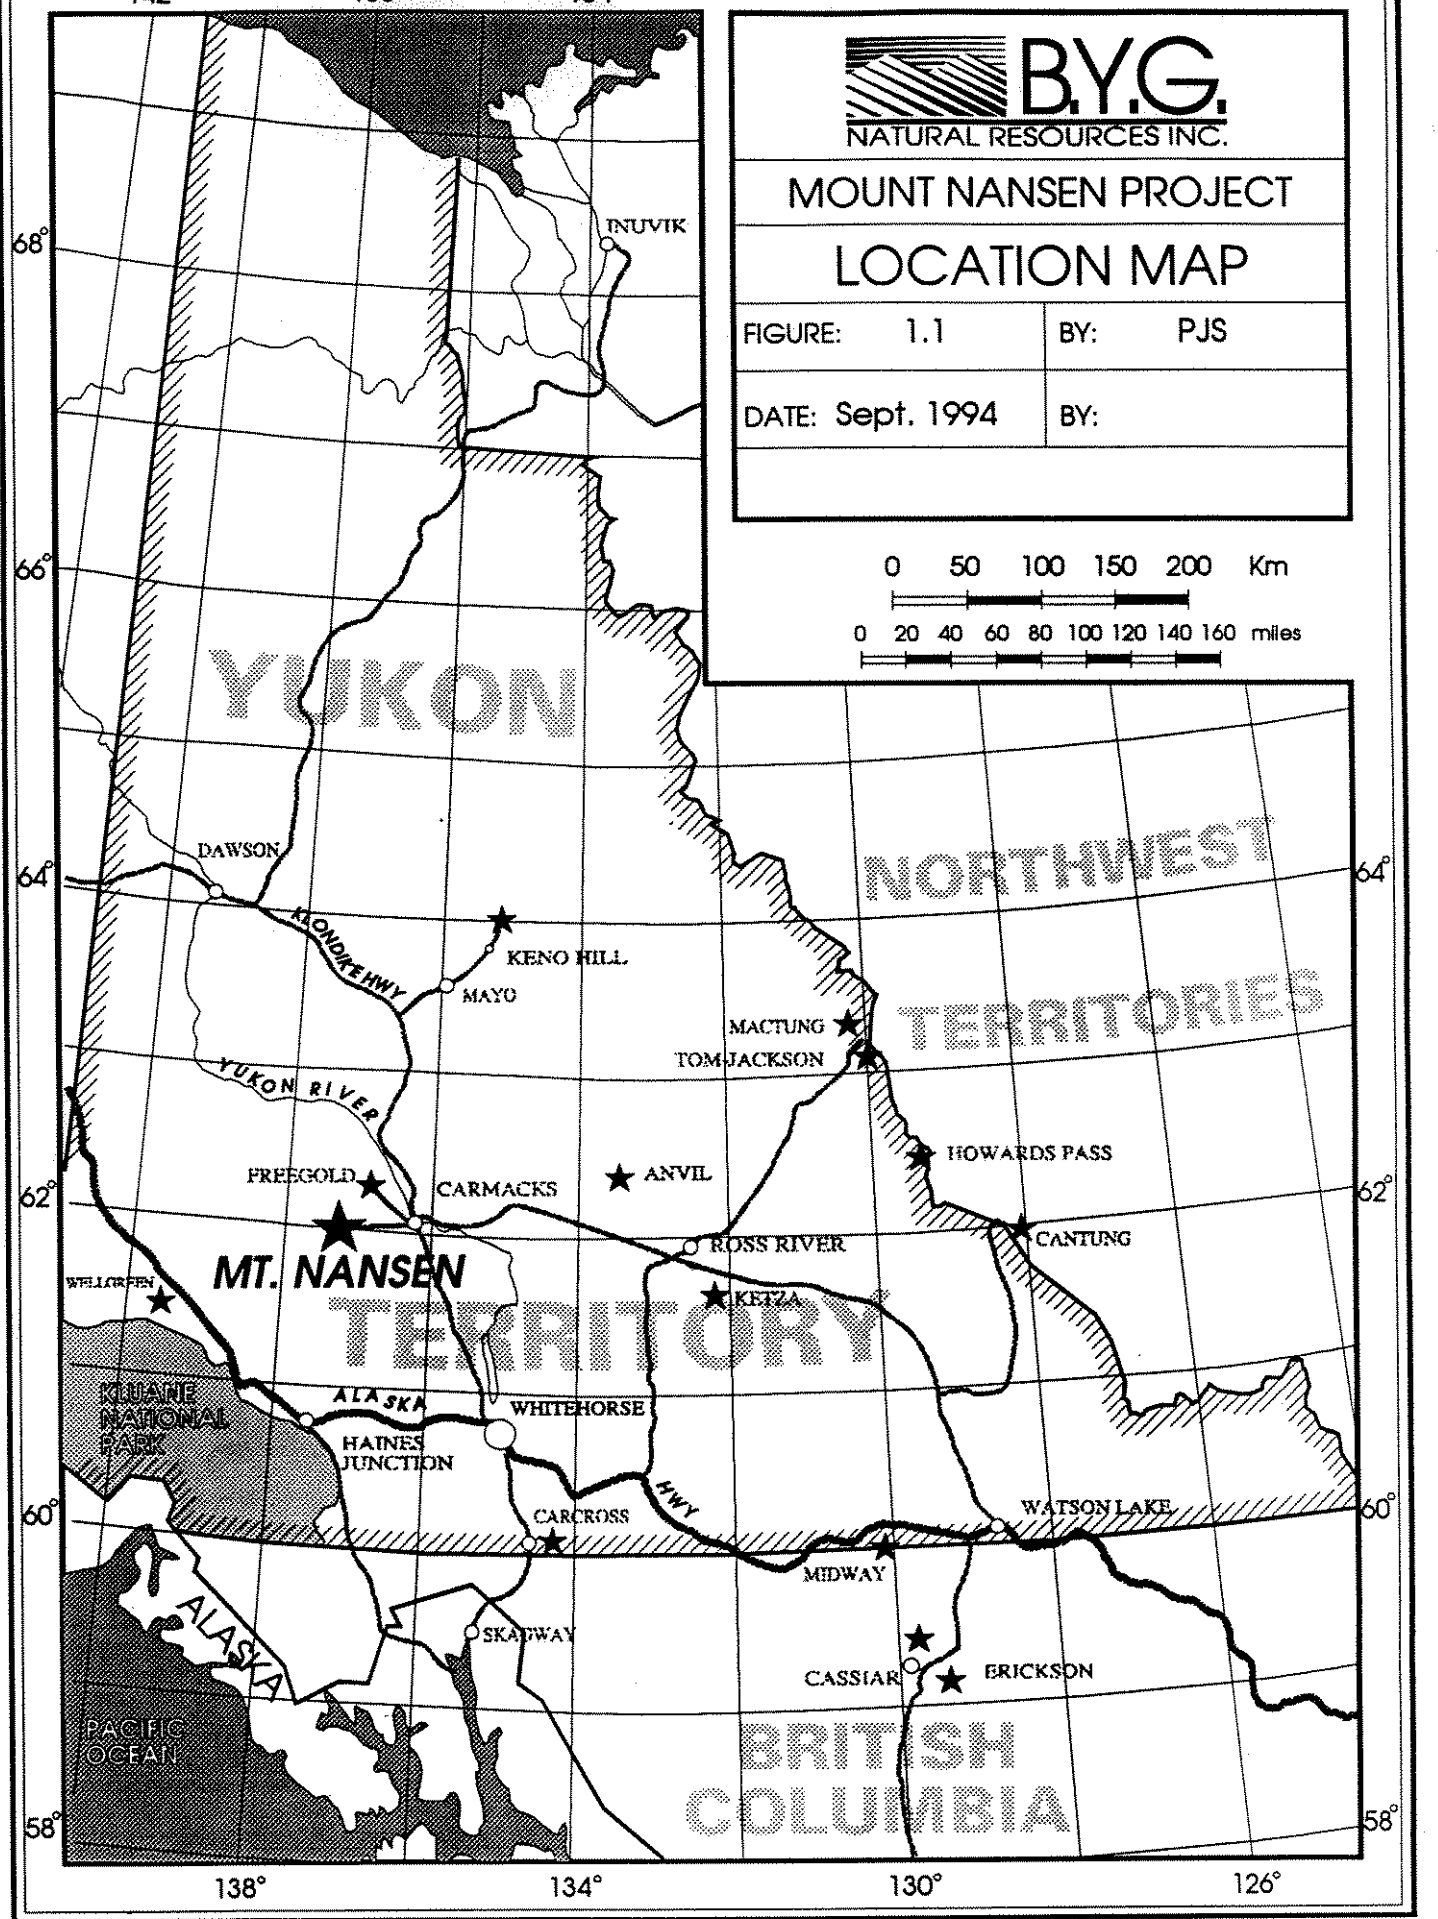 B.Y.G.
NATURAL RESOURCES INC.
MOUNT NANSEN PROJECT
LOCATION MAP
FIGURE: 1.1 BY: PJS
DATE: Sept. 1994 BY:
0 50 100 150 200 Km
0 20 40 60 80 100 120 140 160 miles
INUVIK
68°
66°
YUKON
NORTHWEST
DAWSON
64°
64°
KLONDIKE HWY
KENO HILL
MAYO
TERRITORIES
MACTUNG
TOM-JACKSON
YUKON RIVER
HOWARDS PASS
FREEGOLD
ANVIL
CARMACKS
62°
62°
CANTUNG
ROSS RIVER
MT. NANSEN
WELLGREEN
KETZA
TERRITORY
KLUANE
NATIONAL
PARK
ALASKA
WHITEHORSE
HAINES
JUNCTION
HWY
WATSON LAKE
60°
60°
CARCROSS
MIDWAY
ALASKA
SKAGWAY
CASSIAR
ERICKSON
PACIFIC
OCEAN
BRITISH
COLUMBIA
58°
58°
138°
134°
130°
126°